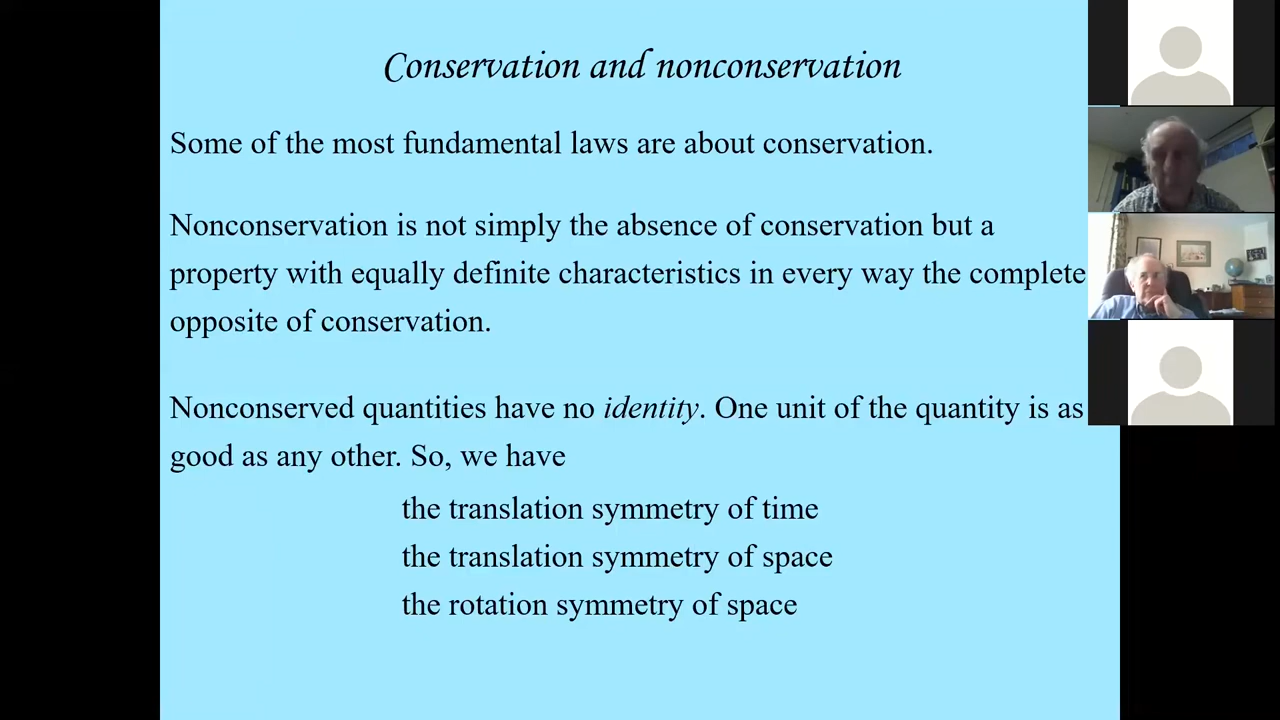 Conservation and nonconservation
Some of the most fundamental laws are about conservation.
Nonconservation is not simply the absence of conservation but a
property with equally definite characteristics in every way the complete
opposite of conservation.
Nonconserved quantities have no identity. One unit of the quantity is as
good as any other. So, we have
the translation symmetry of time
the translation symmetry of space
the rotation symmetry of space